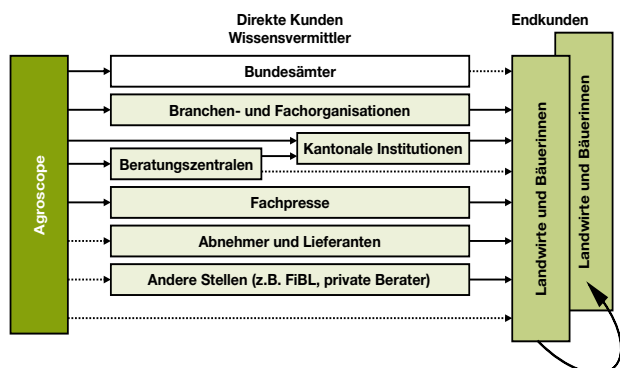 Direkte Kunden
Wissensvermittler
Endkunden
Agroscope
Bundesämter
Branchen- und Fachorganisationen
Kantonale Institutionen
Beratungszentralen
Fachpresse
Abnehmer und Lieferanten
Andere Stellen (z.B. FiBL, private Berater)
Landwirte und Bäuerinnen
Landwirte und Bäuerinnen